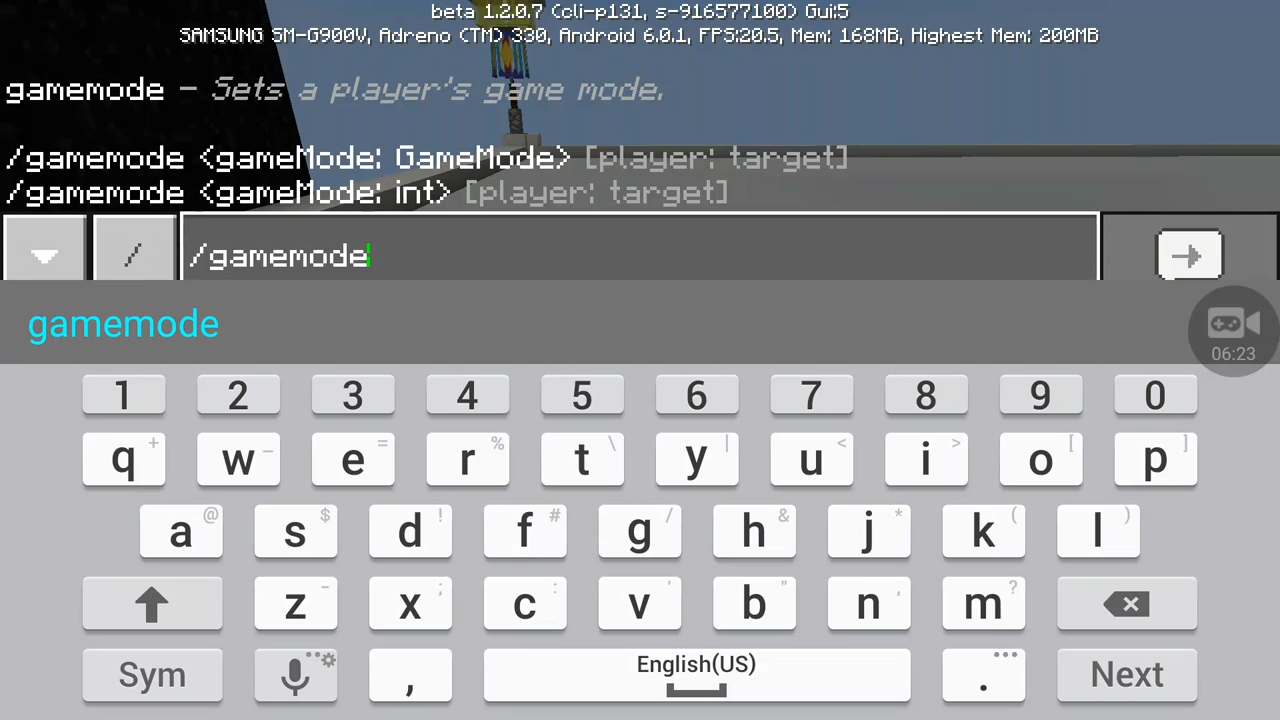 beta 1.2.0.7 (cli-p131, s-916577100) Gui:5
SAMSUNG SM-G900V, Adreno (TM) 330, Android 6.0.1, FPS:20.5, Mem: 168MB, Highest Mem: 200MB
gamemode - Sets a player's game mode.
/gamemode <gameMode: GameMode> [player: target]
/gamemode <gameMode: int> [player: target]
/ /gamemode
gamemode
06:23
1 2 3 4 5 6 7 8 9 0
q + w - e = r % t \ y | u < i > o [ p ]
a @ s $ d ! f # g / h & j * k ( l )
z - x ; c : v ' b " n , m ?
Sym , English(US) . Next